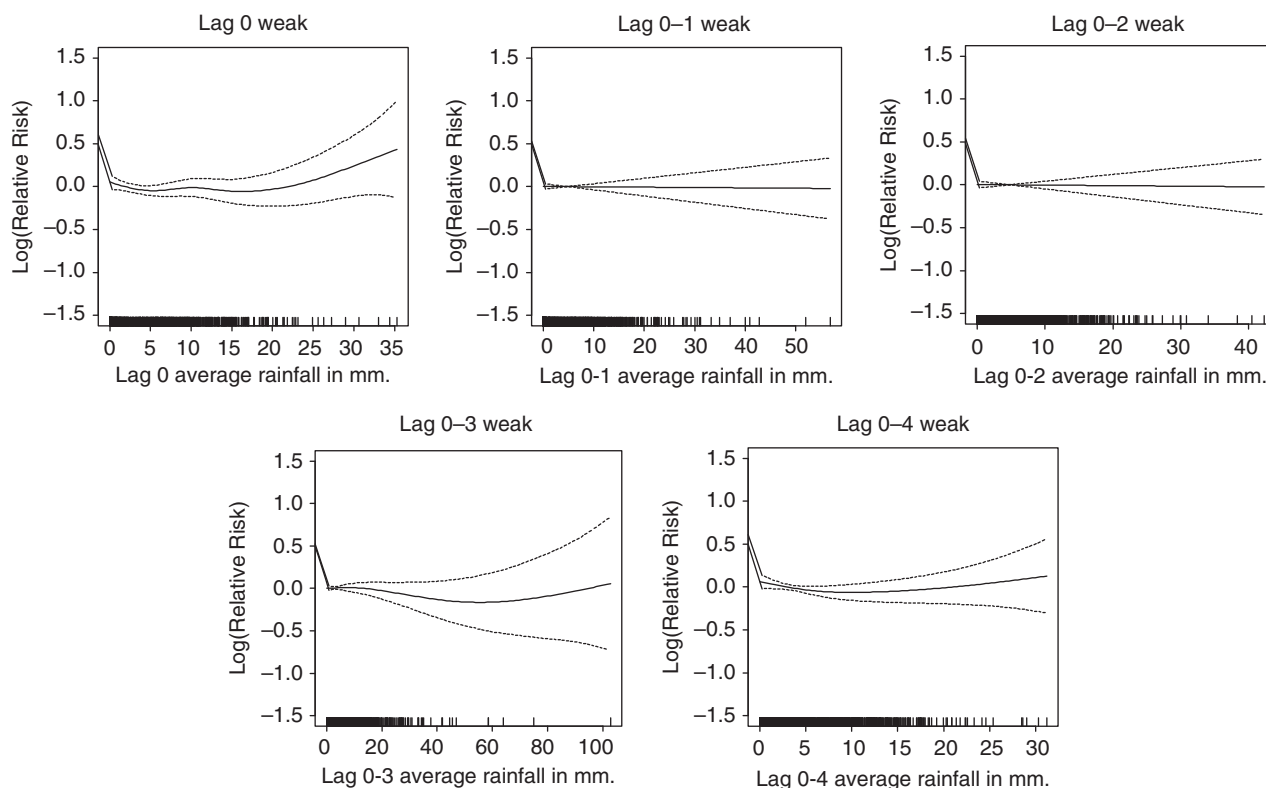 Lag 0 weak
Log(Relative Risk)
1.5
1.0
0.5
0.0
–0.5
–1.0
–1.5
0 5 10 15 20 25 30 35
Lag 0 average rainfall in mm.
Lag 0–1 weak
Log(Relative Risk)
1.5
1.0
0.5
0.0
–0.5
–1.0
–1.5
0 10 20 30 40 50
Lag 0-1 average rainfall in mm.
Lag 0–2 weak
Log(Relative Risk)
1.5
1.0
0.5
0.0
–0.5
–1.0
–1.5
0 10 20 30 40
Lag 0-2 average rainfall in mm.
Lag 0–3 weak
Log(Relative Risk)
1.5
1.0
0.5
0.0
–0.5
–1.0
–1.5
0 20 40 60 80 100
Lag 0-3 average rainfall in mm.
Lag 0–4 weak
Log(Relative Risk)
1.5
1.0
0.5
0.0
–0.5
–1.0
–1.5
0 5 10 15 20 25 30
Lag 0-4 average rainfall in mm.